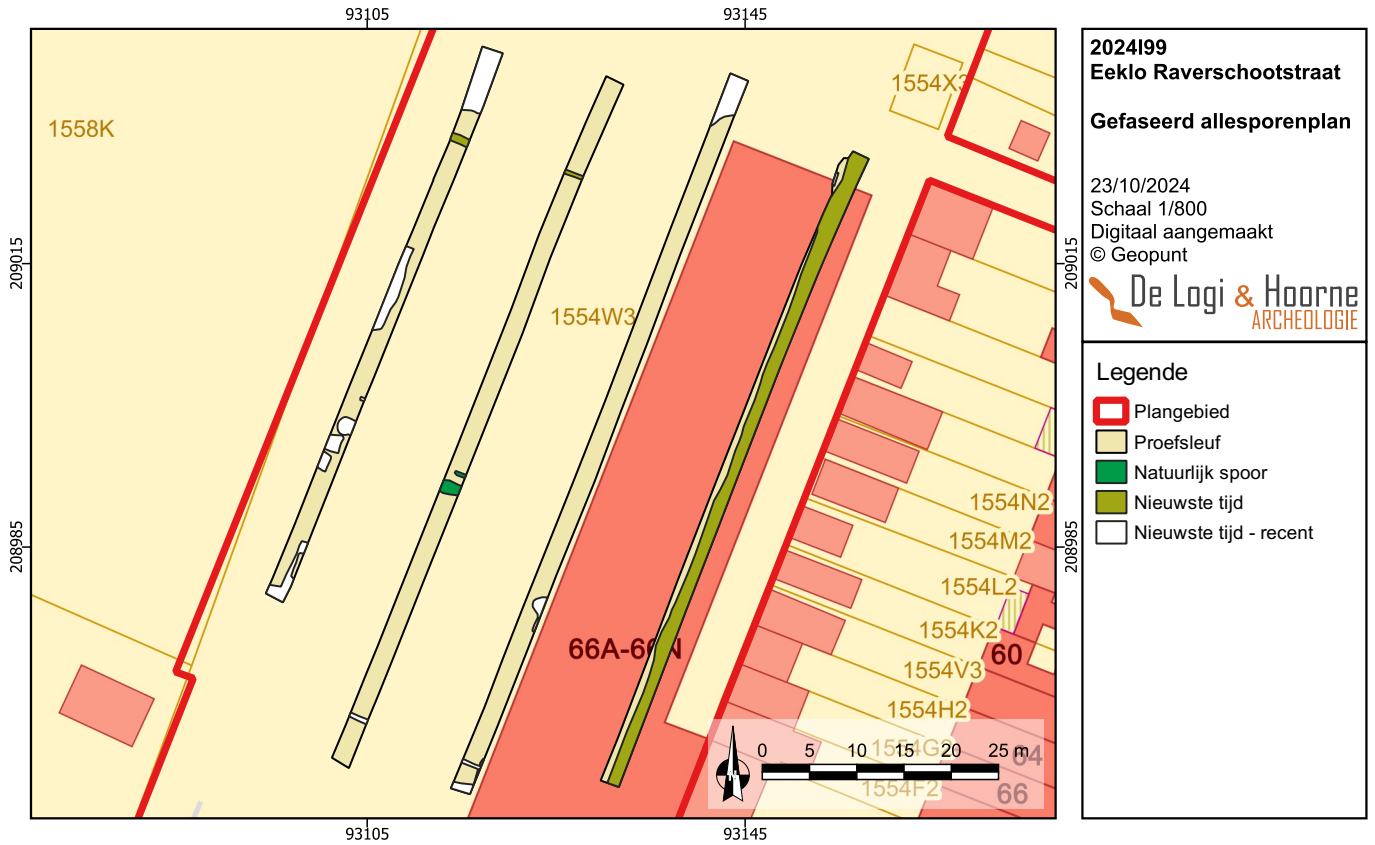 93105
93145
1558K
1554X3
209015
209015
1554W3
208985
208985
1554N2
1554M2
1554L2
1554K2
66A-66N
60
1554V3
1554H2
1554G2
64
0 5 10 15 20 25 m
1554F2
66
93105
93145
2024I99
Eeklo Raverschootstraat
Gefaseerd allesporenplan
23/10/2024
Schaal 1/800
Digitaal aangemaakt
© Geopunt
De Logi & Hoorne
ARCHEOLOGIE
Legende
Plangebied
Proefsleuf
Natuurlijk spoor
Nieuwste tijd
Nieuwste tijd - recent